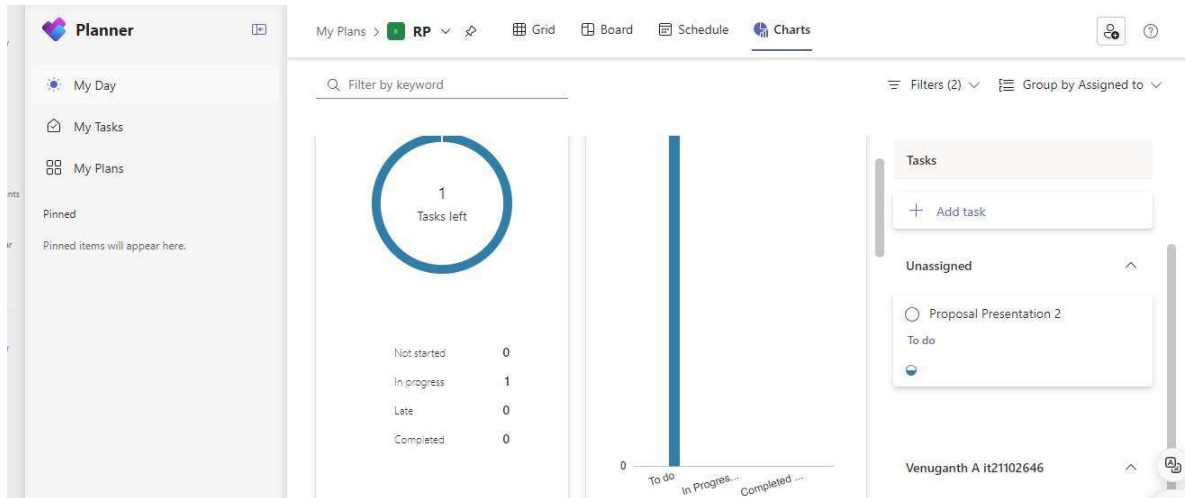 Planner
My Day
My Tasks
My Plans
Pinned
Pinned items will appear here.
nts
My Plans > RP
Grid
Board
Schedule
Charts
Filter by keyword
Filters (2)
Group by Assigned to
1
Tasks left
Not started 0
In progress 1
Late 0
Completed 0
0
To do
In Progres...
Completed ...
Tasks
+ Add task
Unassigned
Proposal Presentation 2
To do
Venuganth A it21102646